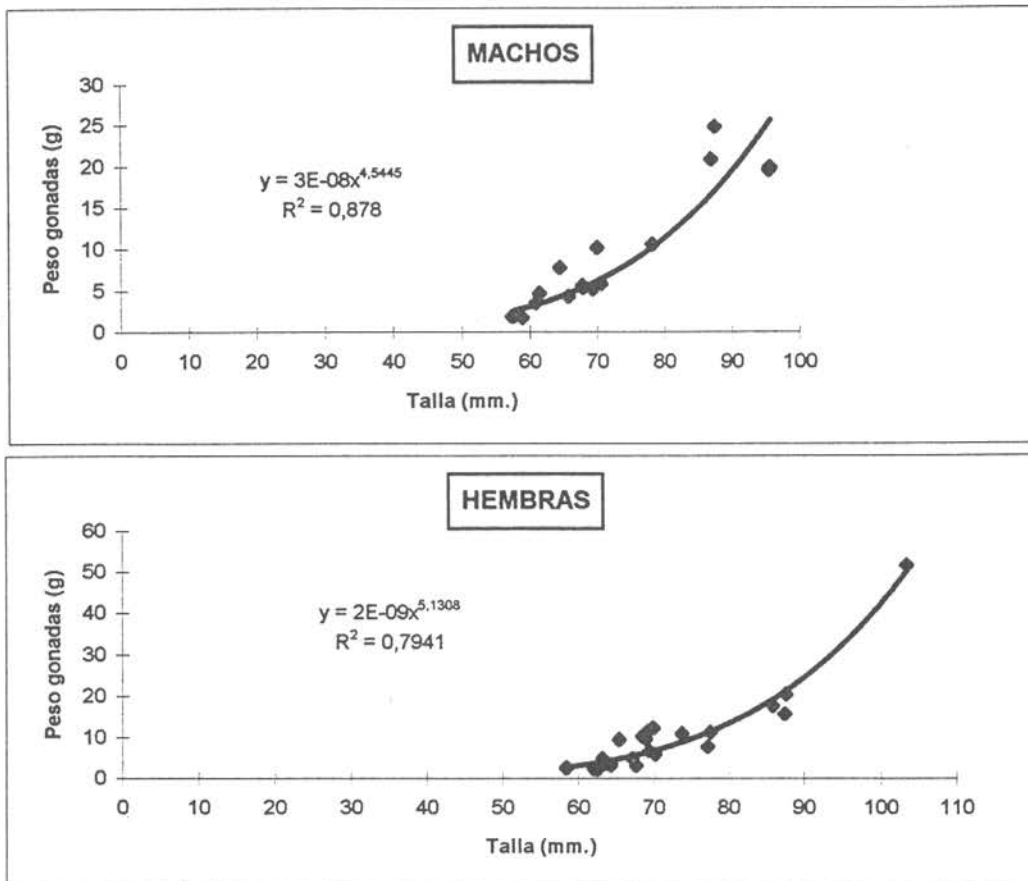 MACHOS
Peso gonadas (g)
30
25
20
15
10
5
0
y = 3E-08x^4,5445
R² = 0,878
0 10 20 30 40 50 60 70 80 90 100
Talla (mm.)
HEMBRAS
Peso gonadas (g)
60
50
40
30
20
10
0
y = 2E-09x^5,1308
R² = 0,7941
0 10 20 30 40 50 60 70 80 90 100 110
Talla (mm.)